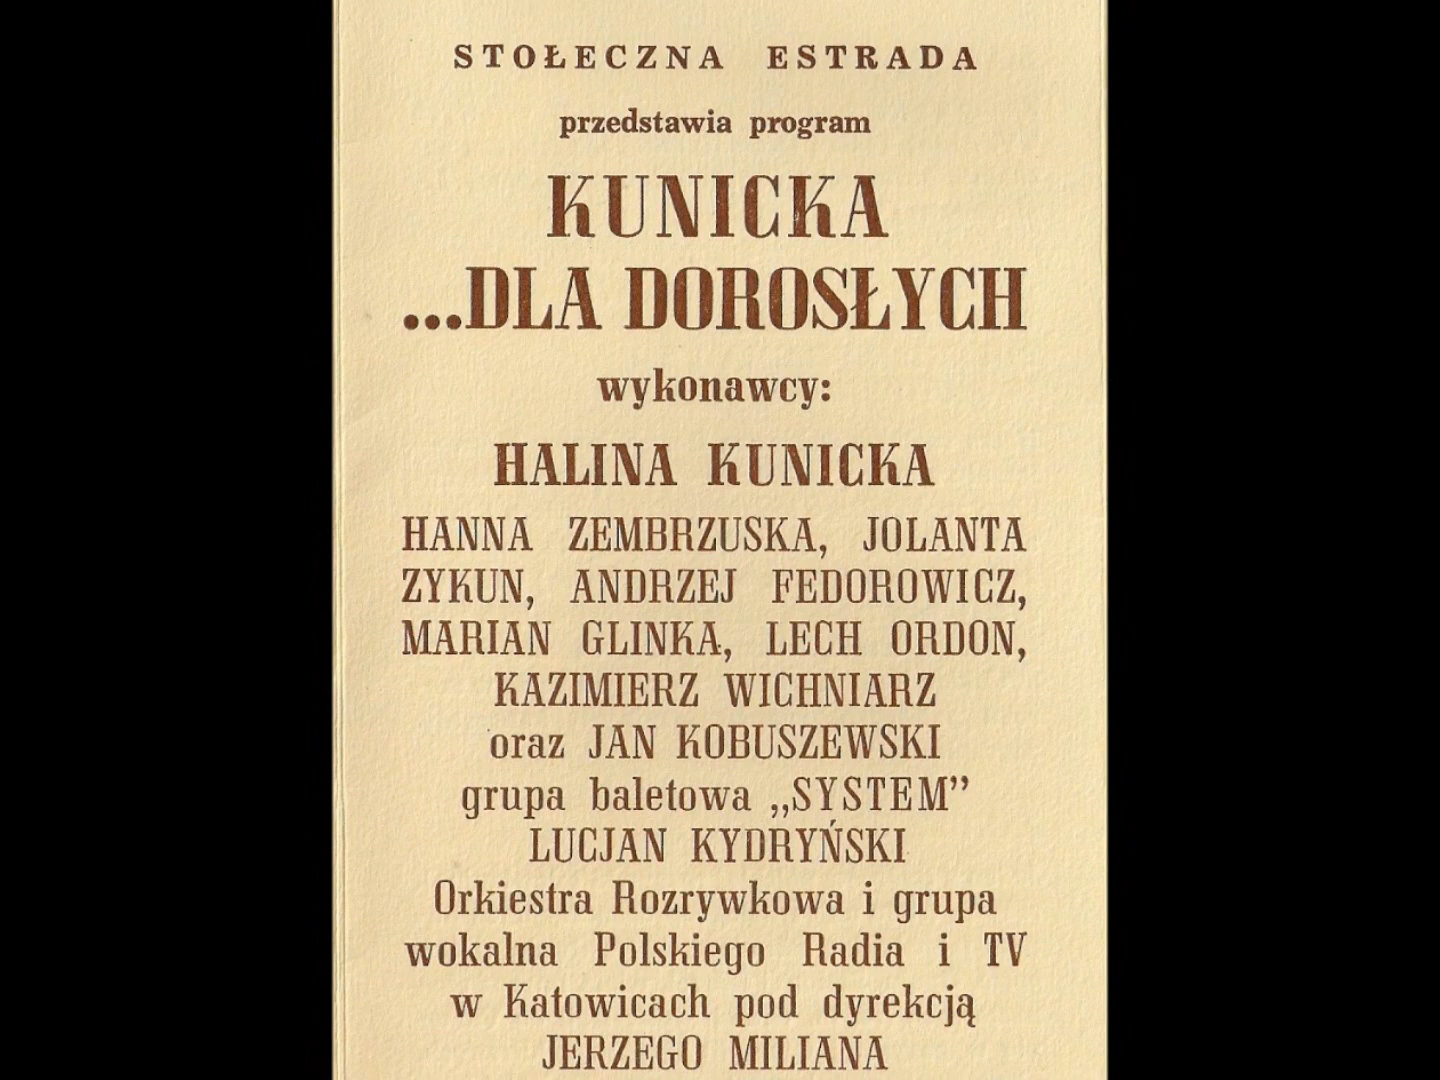 STOŁECZNA ESTRADA
przedstawia program
KUNICKA
...DLA DOROSŁYCH
wykonawcy:
HALINA KUNICKA
HANNA ZEMBRZUSKA, JOLANTA
ZYKUN, ANDRZEJ FEDOROWICZ,
MARIAN GLINKA, LECH ORDON,
KAZIMIERZ WICHNIARZ
oraz JAN KOBUSZEWSKI
grupa baletowa „SYSTEM”
LUCJAN KYDRYŃSKI
Orkiestra Rozrywkowa i grupa
wokalna Polskiego Radia i TV
w Katowicach pod dyrekcją
JERZEGO MILIANA